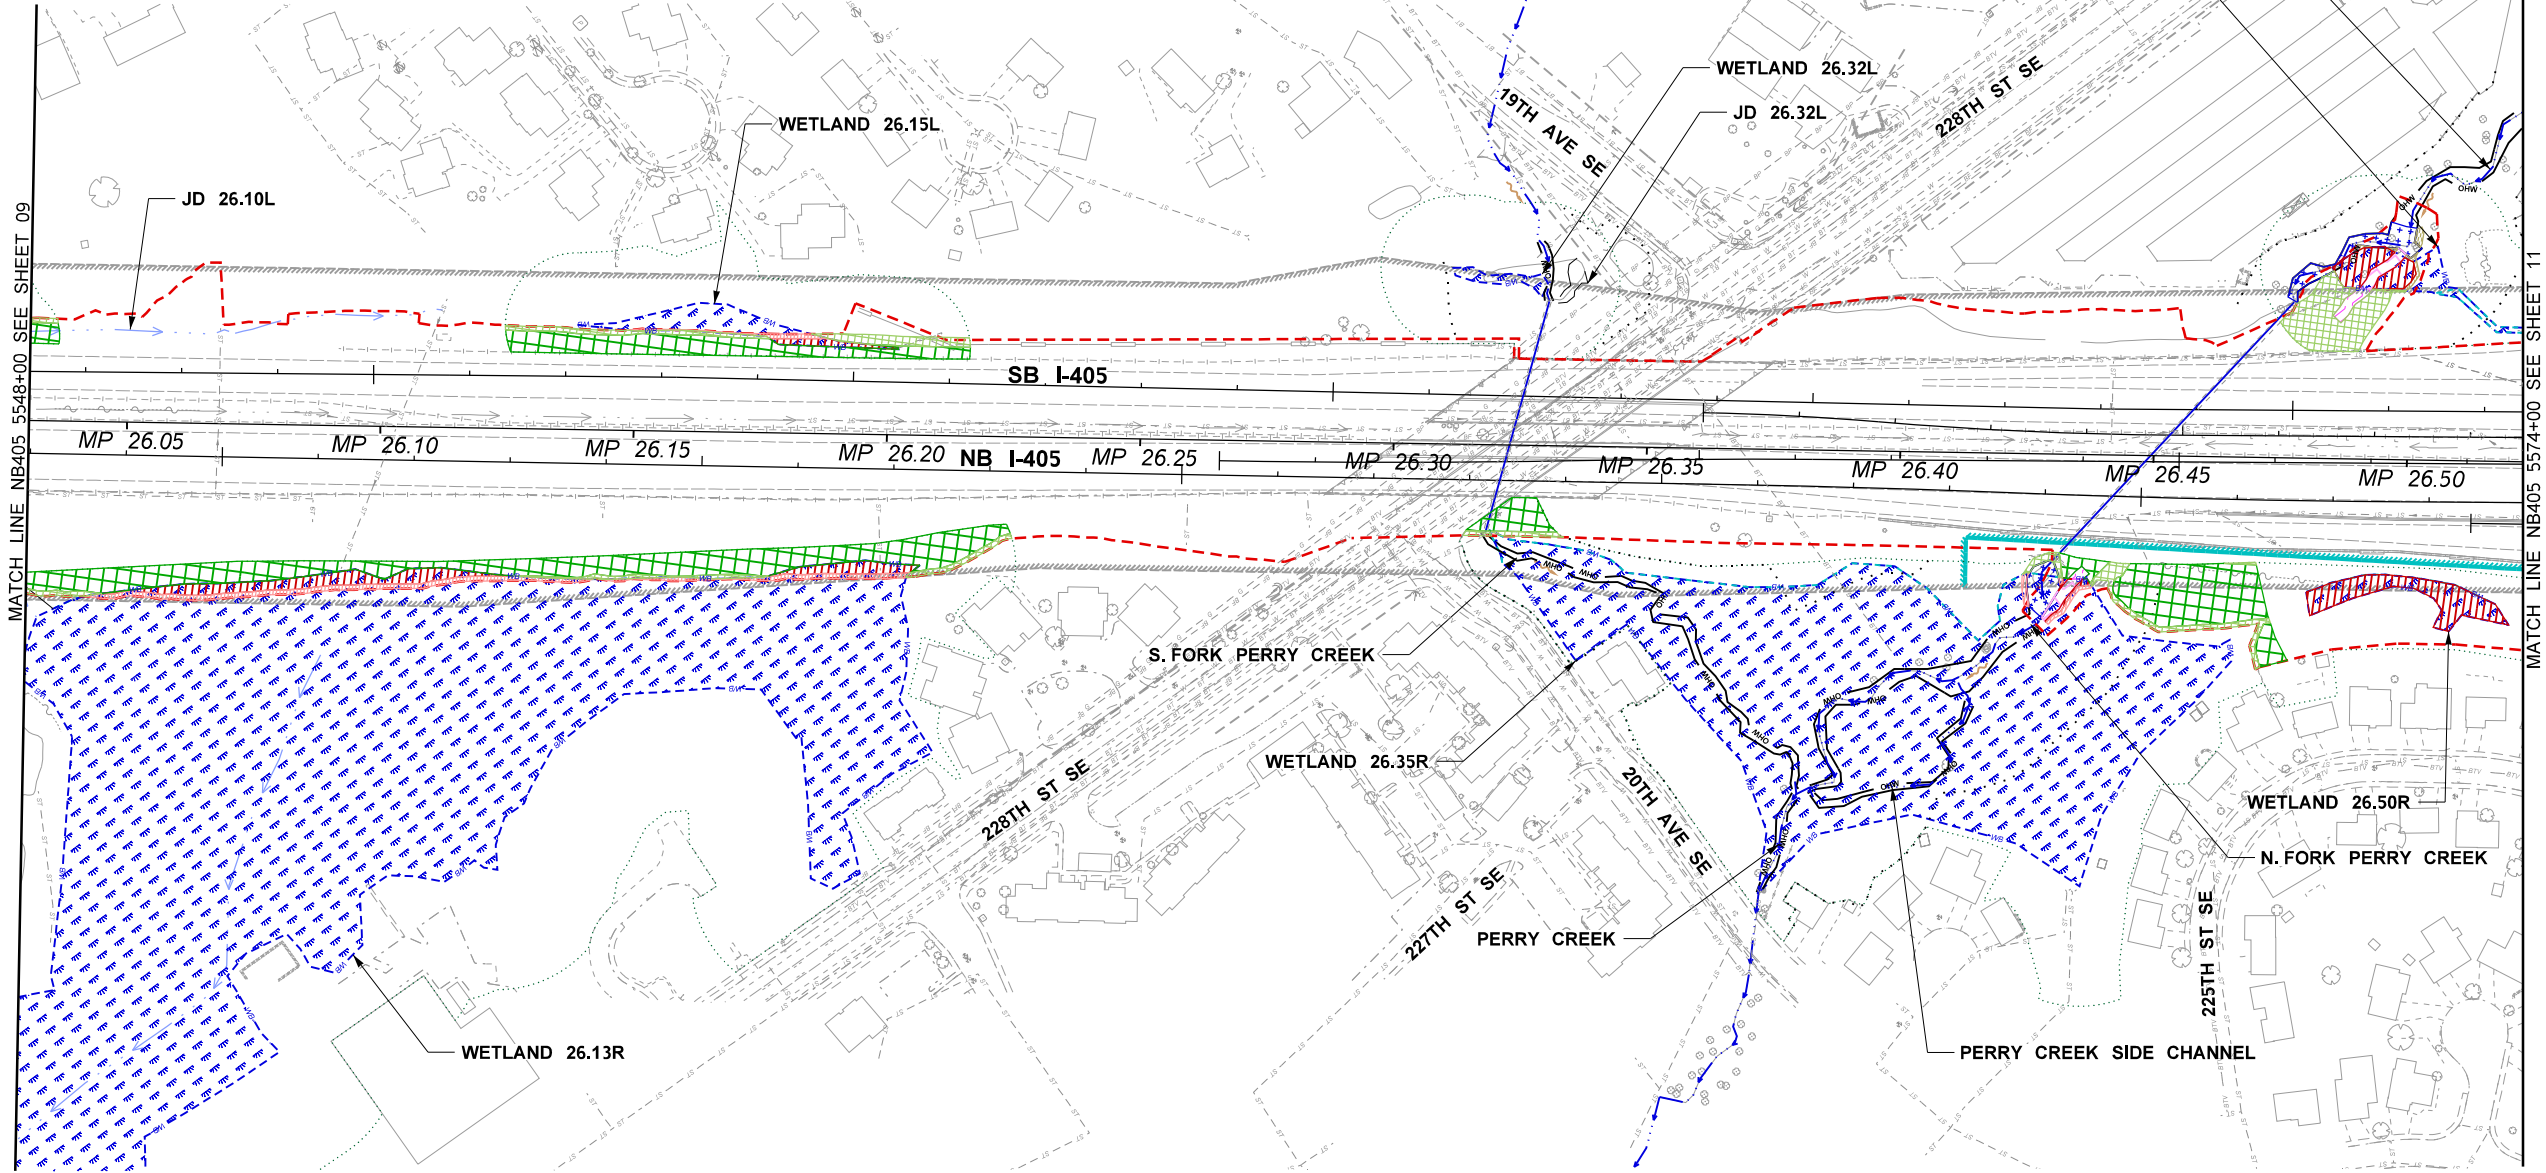 WETLAND 26.32L
19TH AVE SE
228TH ST SE
JD 26.32L
WETLAND 26.15L
JD 26.10L
MATCH LINE NB405 5548+00 SEE SHEET 09
MATCH LINE NB405 5574+00 SEE SHEET 11
SB I-405
MP 26.05
MP 26.10
MP 26.15
MP 26.20
NB I-405
MP 26.25
MP 26.30
MP 26.35
MP 26.40
MP 26.45
MP 26.50
S. FORK PERRY CREEK
WETLAND 26.35R
228TH ST SE
20TH AVE SE
227TH ST SE
PERRY CREEK
WETLAND 26.50R
N. FORK PERRY CREEK
225TH ST SE
WETLAND 26.13R
PERRY CREEK SIDE CHANNEL